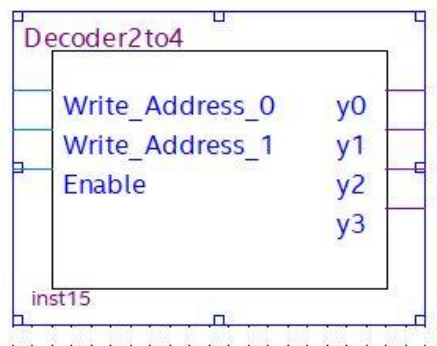 Decoder2to4
Write_Address_0 y0
Write_Address_1 y1
Enable y2
y3
inst15